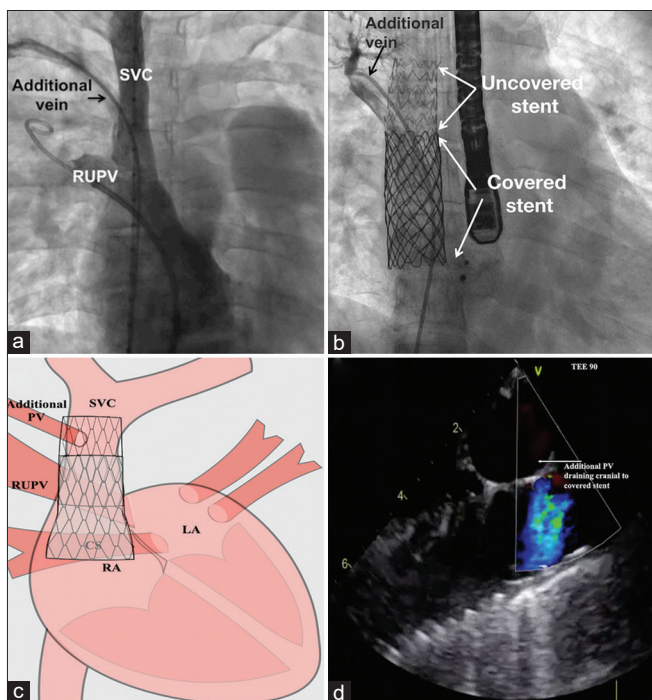 SVC
Additional
vein
RUPV
a
Additional
vein
Uncovered
stent
Covered
stent
b
Additional
PV
SVC
RUPV
LA
CS
RA
c
TEE 90
V
2
Additional PV
draining cranial to
covered stent
4
6
d